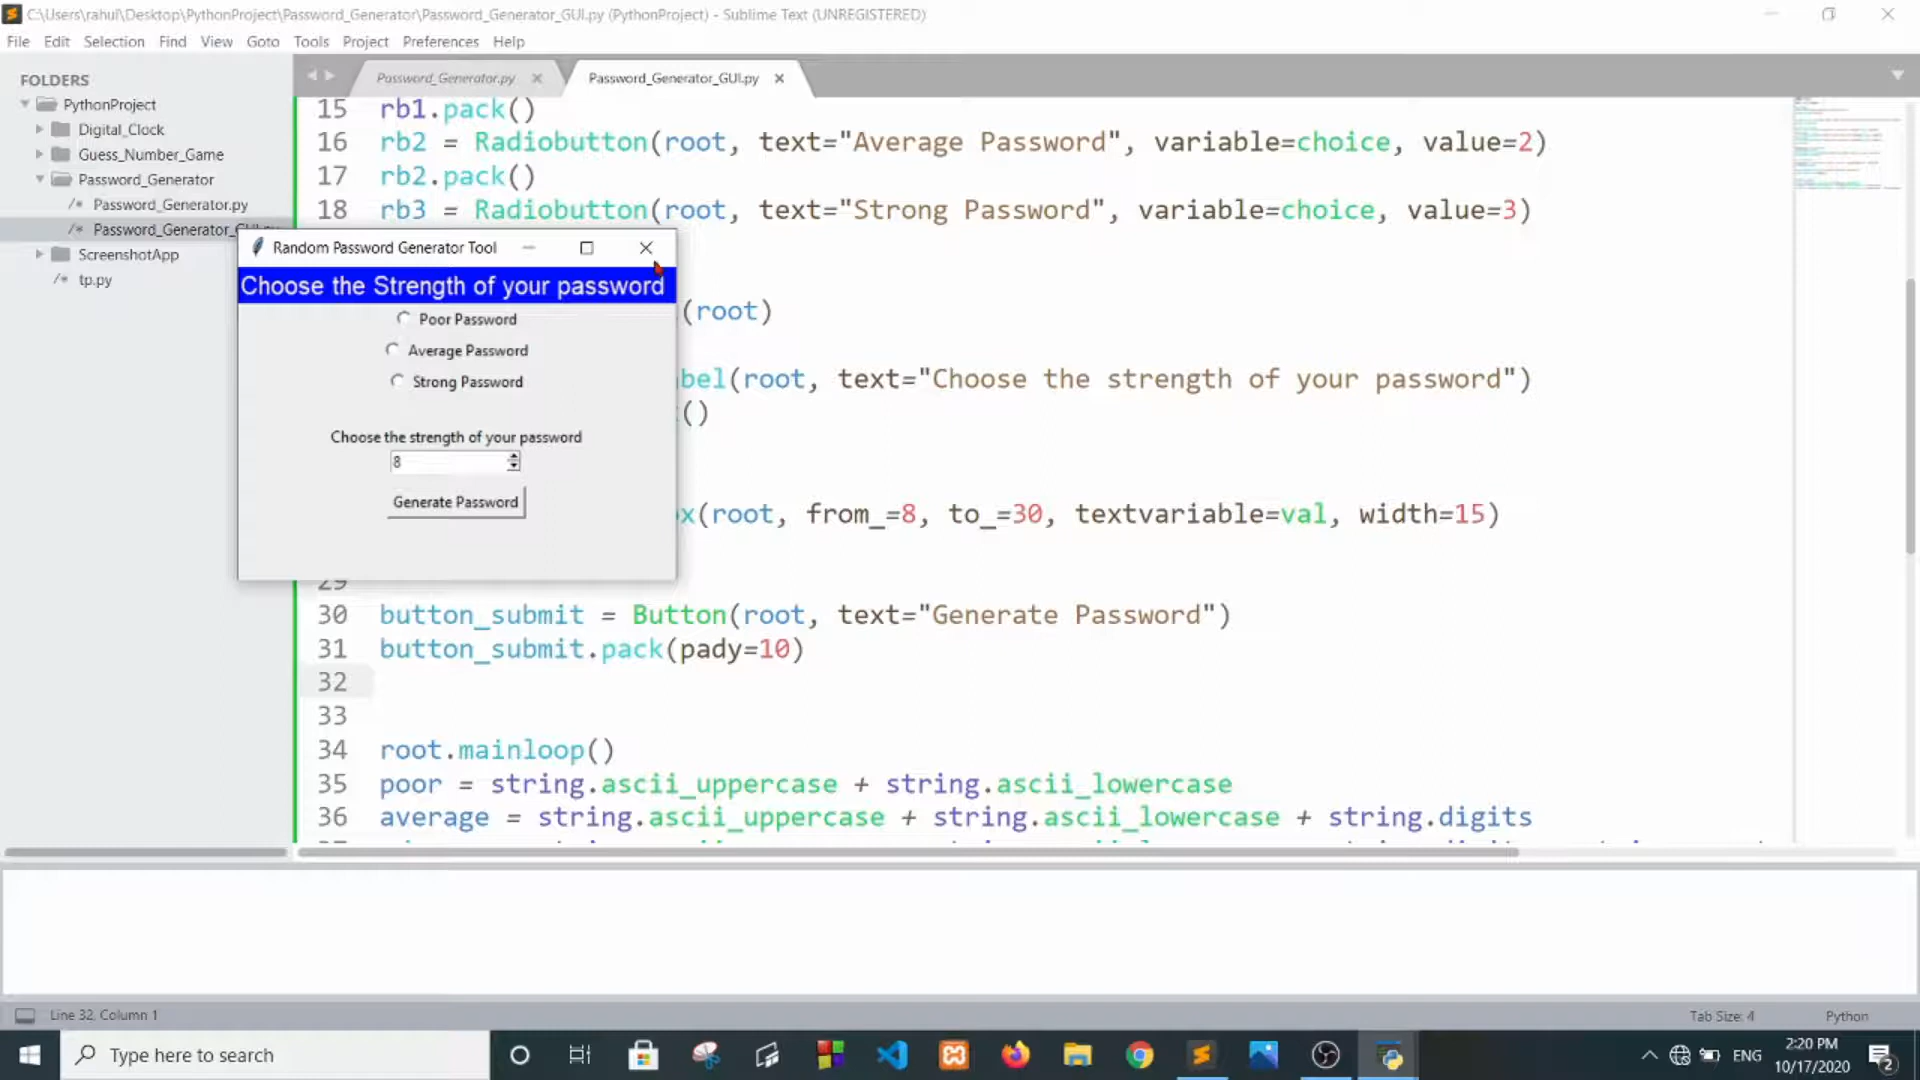 C:\Users\rahul\Desktop\PythonProject\Password_Generator\Password_Generator_GUI.py (PythonProject) - Sublime Text (UNREGISTERED)
File Edit Selection Find View Goto Tools Project Preferences Help
FOLDERS
PythonProject
Digital_Clock
Guess_Number_Game
Password_Generator
/* Password_Generator.py
/* Password_Generator_GUI.py
ScreenshotApp
/* tp.py
Password_Generator.py
Password_Generator_GUI.py
15 rb1.pack()
16 rb2 = Radiobutton(root, text="Average Password", variable=choice, value=2)
17 rb2.pack()
18 rb3 = Radiobutton(root, text="Strong Password", variable=choice, value=3)
(root)
bel(root, text="Choose the strength of your password")
()
x(root, from_=8, to_=30, textvariable=val, width=15)
29
30 button_submit = Button(root, text="Generate Password")
31 button_submit.pack(pady=10)
32
33
34 root.mainloop()
35 poor = string.ascii_uppercase + string.ascii_lowercase
36 average = string.ascii_uppercase + string.ascii_lowercase + string.digits
Random Password Generator Tool
Choose the Strength of your password
Poor Password
Average Password
Strong Password
Choose the strength of your password
8
Generate Password
Line 32, Column 1
Tab Size: 4
Python
Type here to search
ENG
2:20 PM
10/17/2020
2